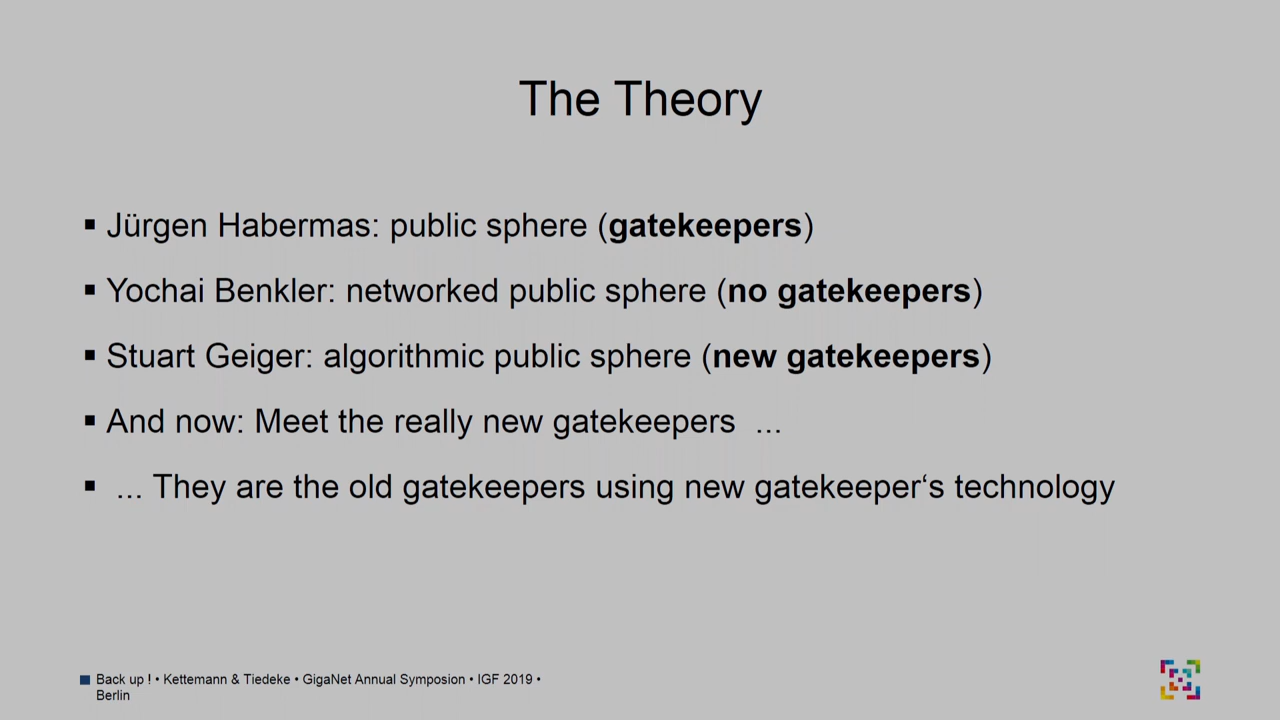 The Theory
▪ Jürgen Habermas: public sphere (gatekeepers)
▪ Yochai Benkler: networked public sphere (no gatekeepers)
▪ Stuart Geiger: algorithmic public sphere (new gatekeepers)
▪ And now: Meet the really new gatekeepers ...
▪ ... They are the old gatekeepers using new gatekeeper‘s technology
Back up ! • Kettemann & Tiedeke • GigaNet Annual Symposion • IGF 2019 •
Berlin